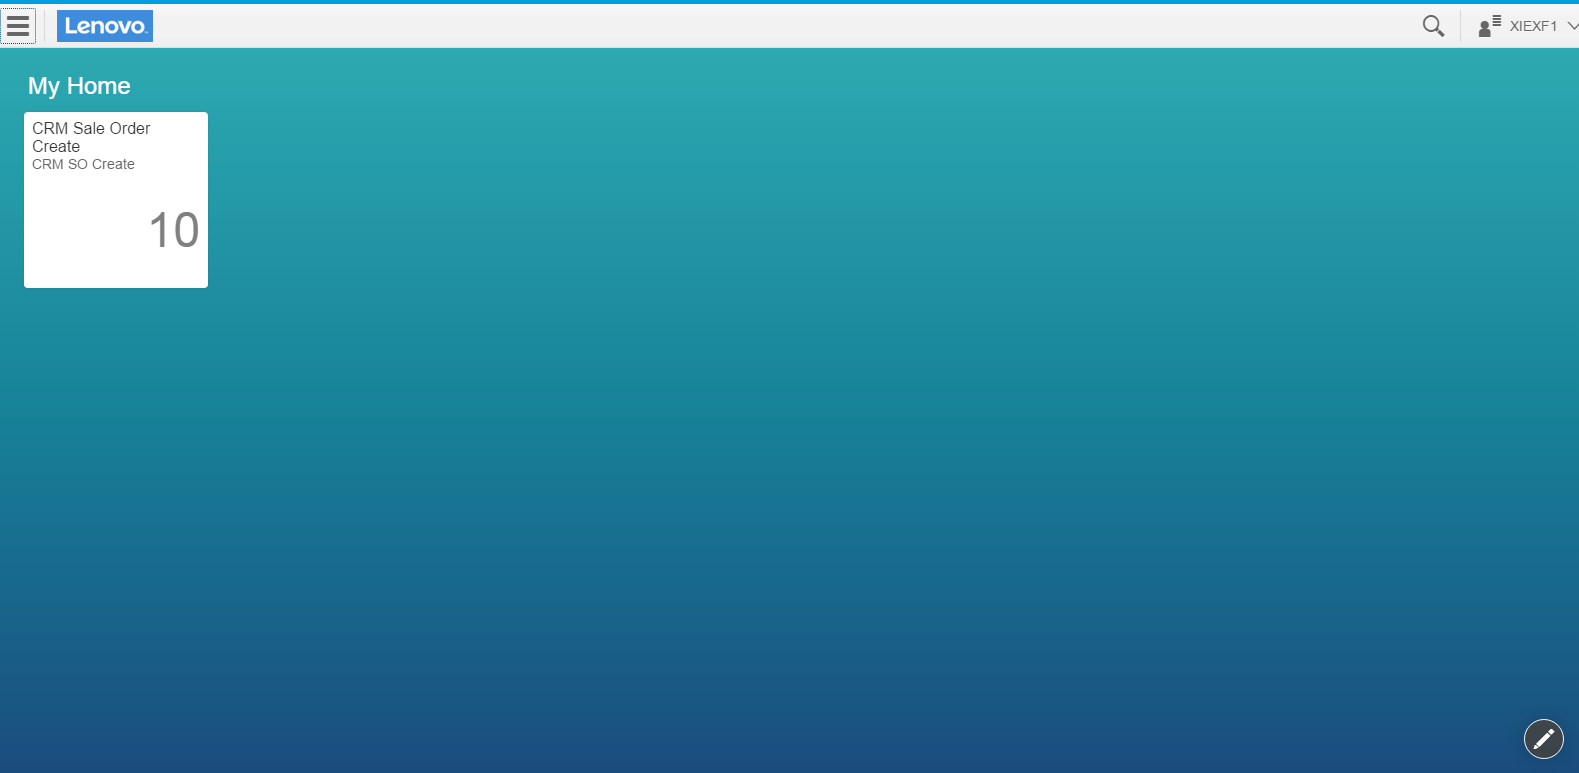 Lenovo
XIEXF1
My Home
CRM Sale Order
Create
CRM SO Create
10